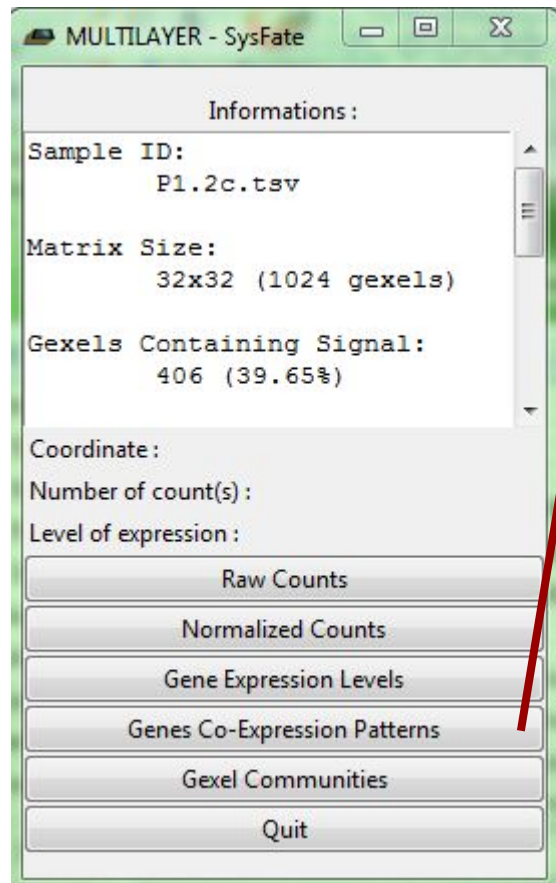 MULTILAYER - SysFate
Informations :
Sample ID:
P1.2c.tsv
Matrix Size:
32x32 (1024 gexels)
Gexels Containing Signal:
406 (39.65%)
Coordinate :
Number of count(s) :
Level of expression :
Raw Counts
Normalized Counts
Gene Expression Levels
Genes Co-Expression Patterns
Gexel Communities
Quit